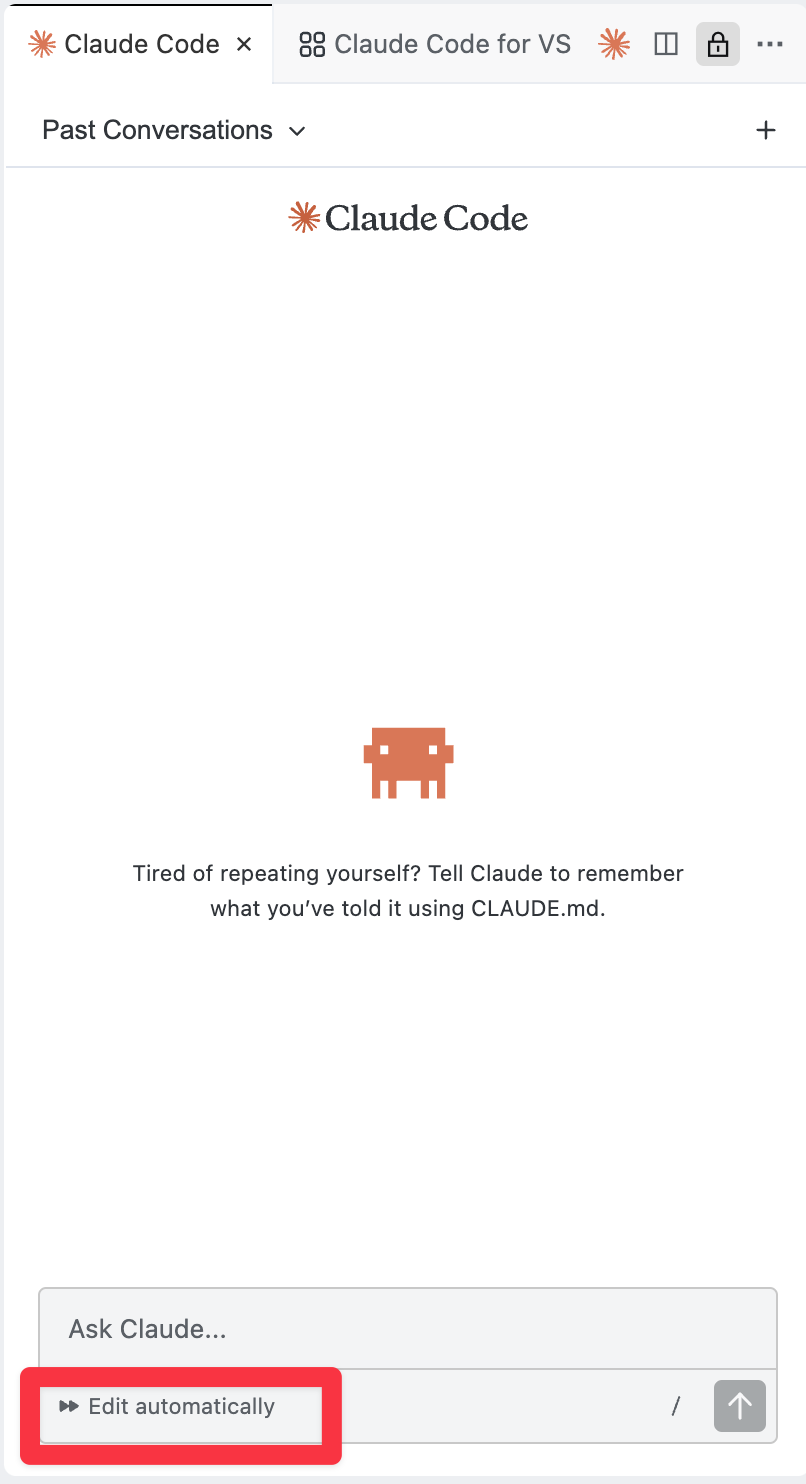 Claude Code
Claude Code for VS
Past Conversations
Claude Code
Tired of repeating yourself? Tell Claude to remember
what you’ve told it using CLAUDE.md.
Ask Claude...
Edit automatically
/